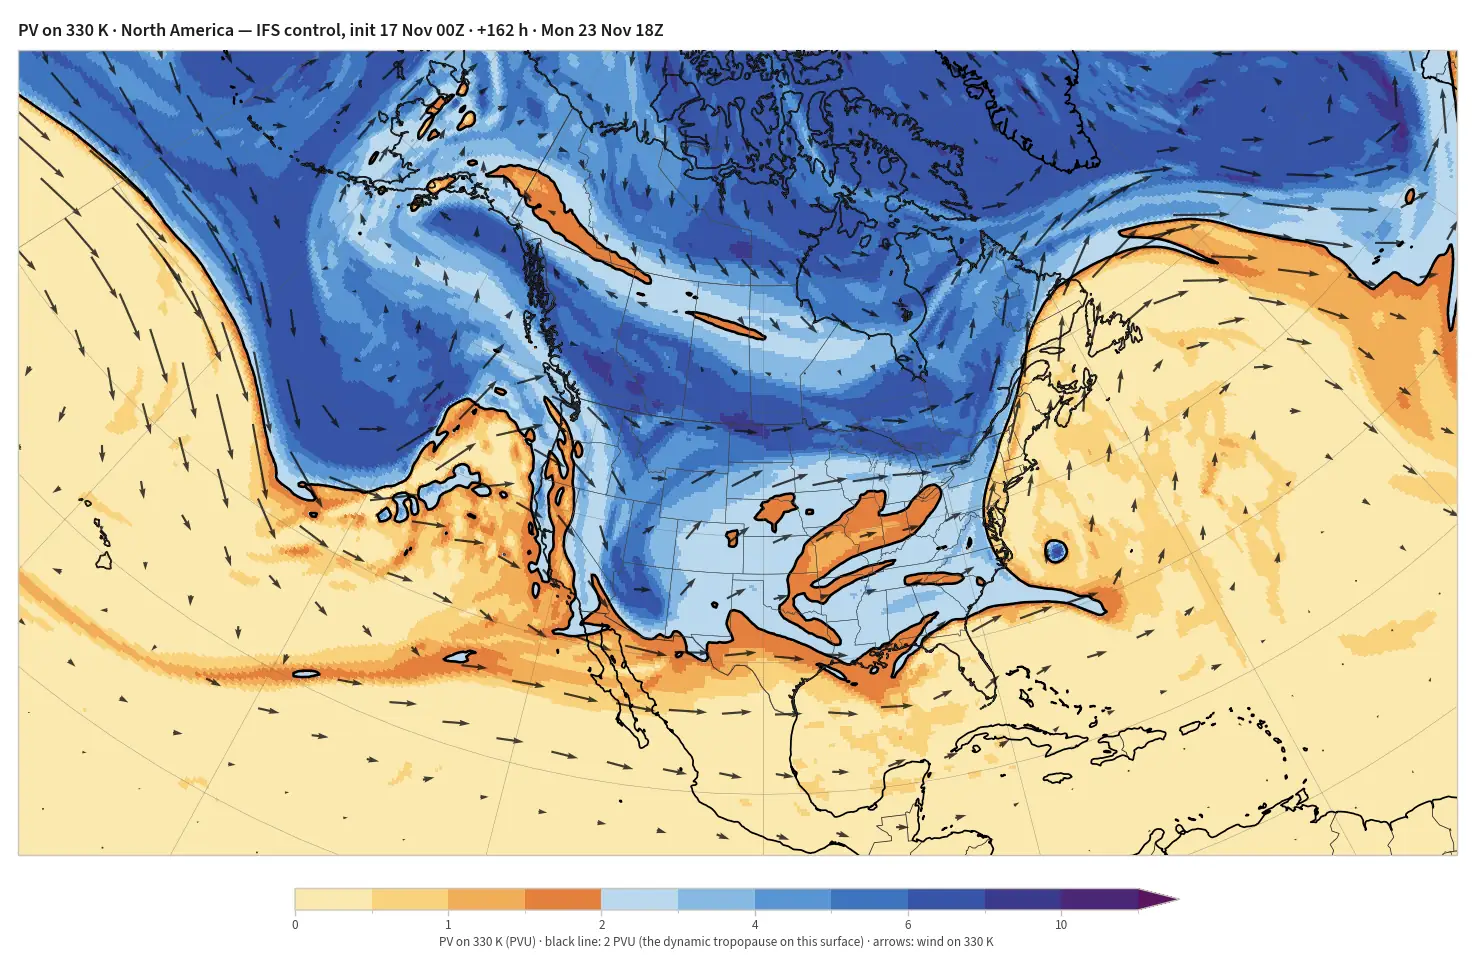 PV on 330 K · North America — IFS control, init 17 Nov 00Z · +162 h · Mon 23 Nov 18Z
0 1 2 4 6 10
PV on 330 K (PVU) · black line: 2 PVU (the dynamic tropopause on this surface) · arrows: wind on 330 K